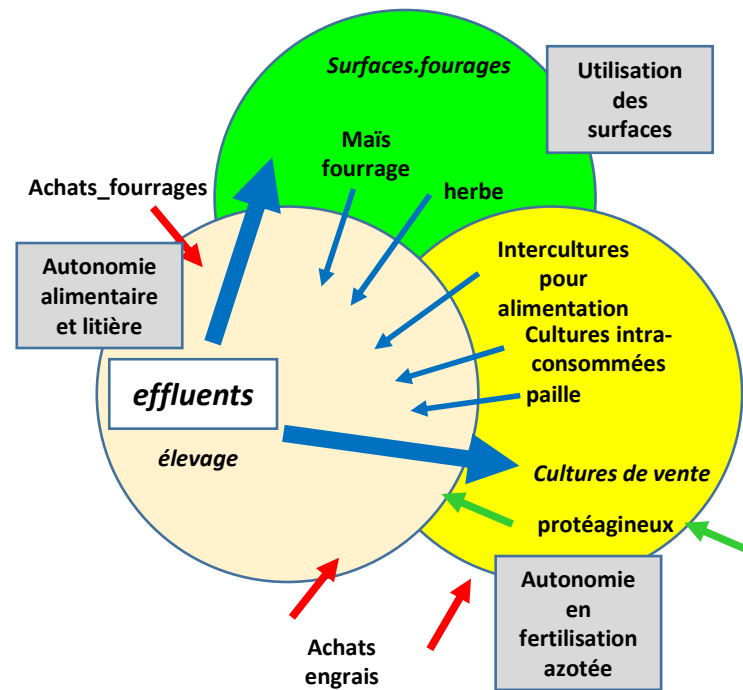 Surfaces.fourages
Utilisation
des
surfaces
Maïs
fourrage
herbe
Achats_fourrages
Autonomie
alimentaire
et litière
Intercultures
pour
alimentation
Cultures intra-
consommées
paille
effluents
élevage
Cultures de vente
protéagineux
Autonomie
en
fertilisation
azotée
Achats
engrais